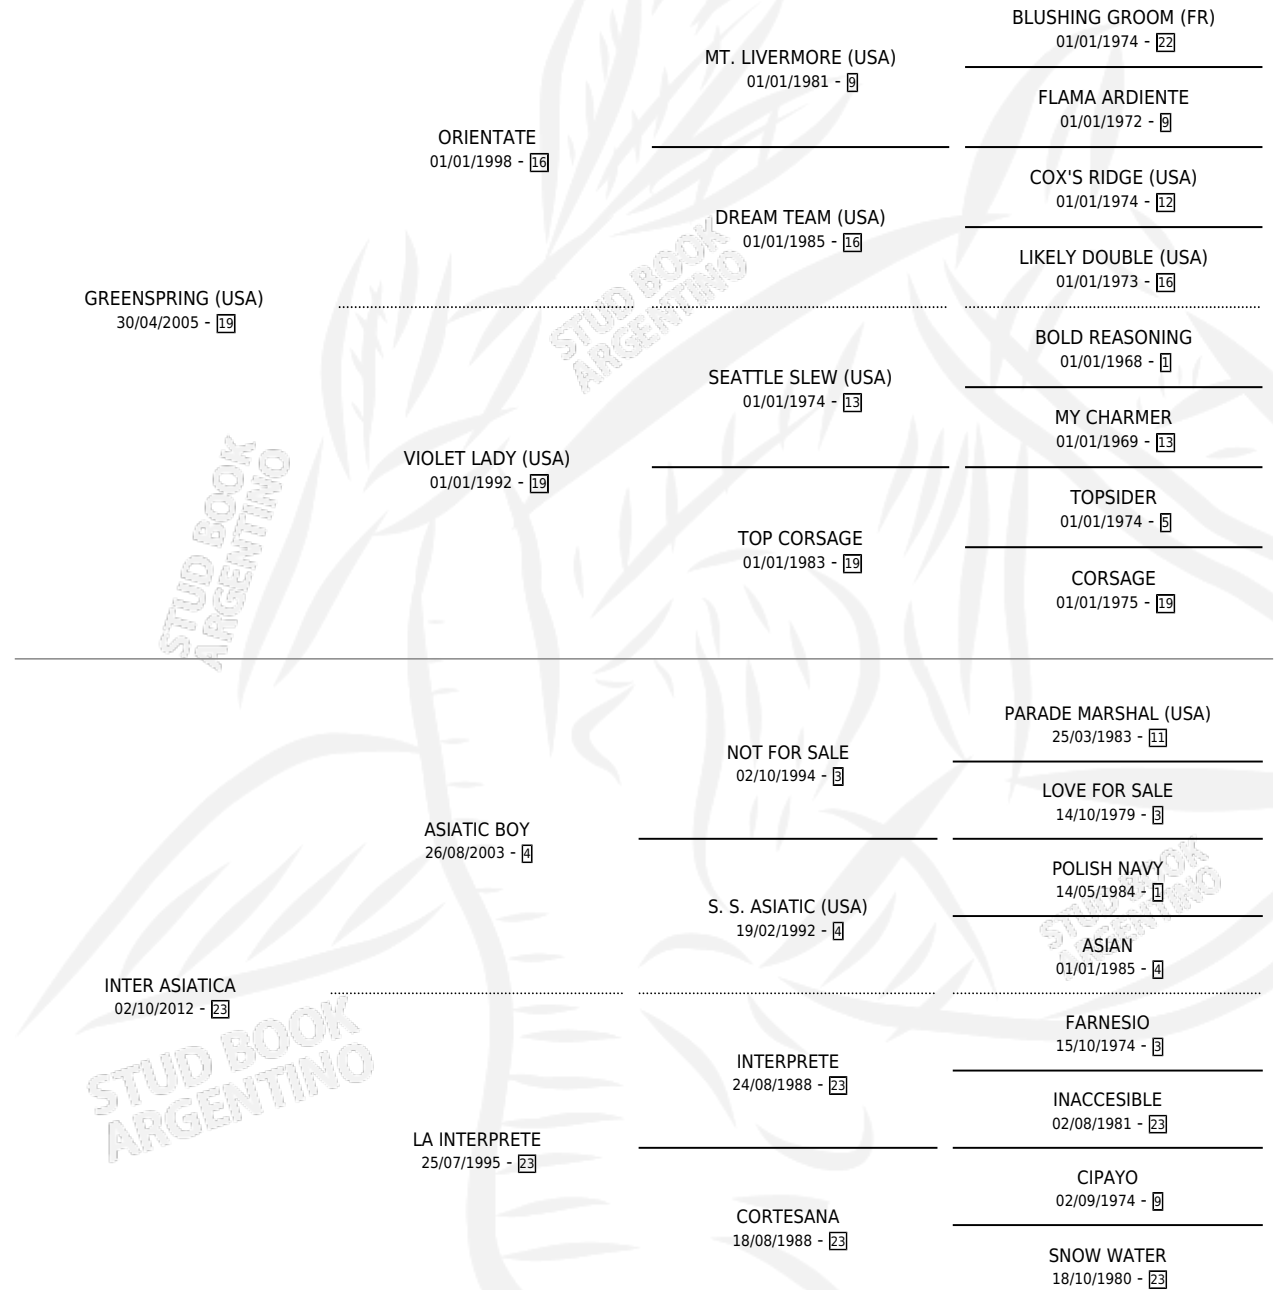 BLUSHING GROOM (FR)
01/01/1974 - 22
MT. LIVERMORE (USA)
01/01/1981 - 9
FLAMA ARDIENTE
01/01/1972 - 9
ORIENTATE
01/01/1998 - 16
COX'S RIDGE (USA)
01/01/1974 - 12
DREAM TEAM (USA)
01/01/1985 - 16
LIKELY DOUBLE (USA)
01/01/1973 - 16
GREENSPRING (USA)
30/04/2005 - 19
STUD BOOK
ARGENTINO
BOLD REASONING
01/01/1968 - 1
SEATTLE SLEW (USA)
01/01/1974 - 13
MY CHARMER
01/01/1969 - 13
VIOLET LADY (USA)
01/01/1992 - 19
TOPSIDER
01/01/1974 - 5
TOP CORSAGE
01/01/1983 - 19
CORSAGE
01/01/1975 - 19
STUD BOOK
ARGENTINO
PARADE MARSHAL (USA)
25/03/1983 - 11
NOT FOR SALE
02/10/1994 - 3
LOVE FOR SALE
14/10/1979 - 3
ASIATIC BOY
26/08/2003 - 4
POLISH NAVY
14/05/1984 - 1
S. S. ASIATIC (USA)
19/02/1992 - 4
STUD BOOK
ARGENTINO
ASIAN
01/01/1985 - 4
INTER ASIATICA
02/10/2012 - 23
FARNESIO
15/10/1974 - 3
INTERPRETE
24/08/1988 - 23
INACCESIBLE
02/08/1981 - 23
STUD BOOK
ARGENTINO
LA INTERPRETE
25/07/1995 - 23
CIPAYO
02/09/1974 - 9
CORTESANA
18/08/1988 - 23
SNOW WATER
18/10/1980 - 23